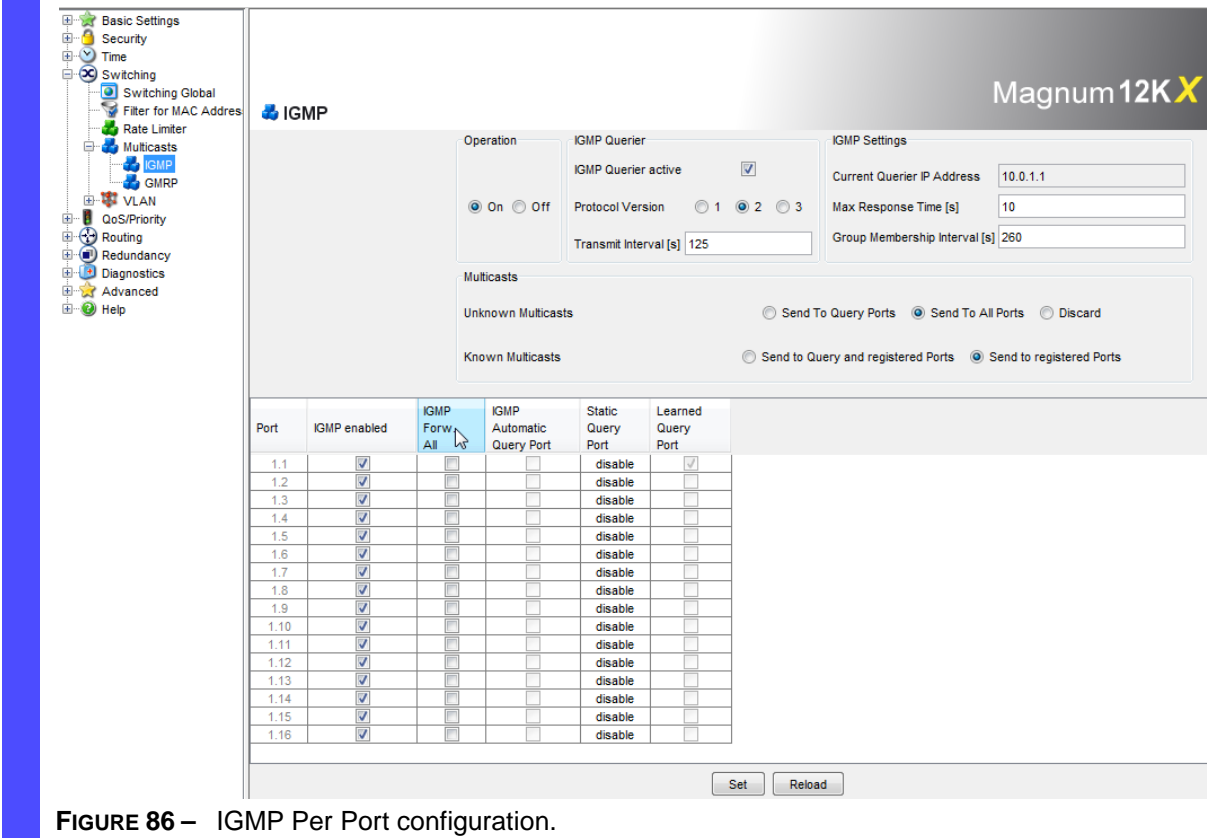 Basic Settings
Security
Time
Switching
Switching Global
Filter for MAC Addres
Rate Limiter
Multicasts
IGMP
GMRP
VLAN
QoS/Priority
Routing
Redundancy
Diagnostics
Advanced
Help
Magnum 12K X
IGMP
Operation
On Off
IGMP Querier
IGMP Querier active
Protocol Version 1 2 3
Transmit Interval [s] 125
IGMP Settings
Current Querier IP Address 10.0.1.1
Max Response Time [s] 10
Group Membership Interval [s] 260
Multicasts
Unknown Multicasts Send To Query Ports Send To All Ports Discard
Known Multicasts Send to Query and registered Ports Send to registered Ports
Port IGMP enabled IGMP Forw. All IGMP Automatic Query Port Static Query Port Learned Query Port
1.1 disable
1.2 disable
1.3 disable
1.4 disable
1.5 disable
1.6 disable
1.7 disable
1.8 disable
1.9 disable
1.10 disable
1.11 disable
1.12 disable
1.13 disable
1.14 disable
1.15 disable
1.16 disable
Set Reload
FIGURE 86 – IGMP Per Port configuration.